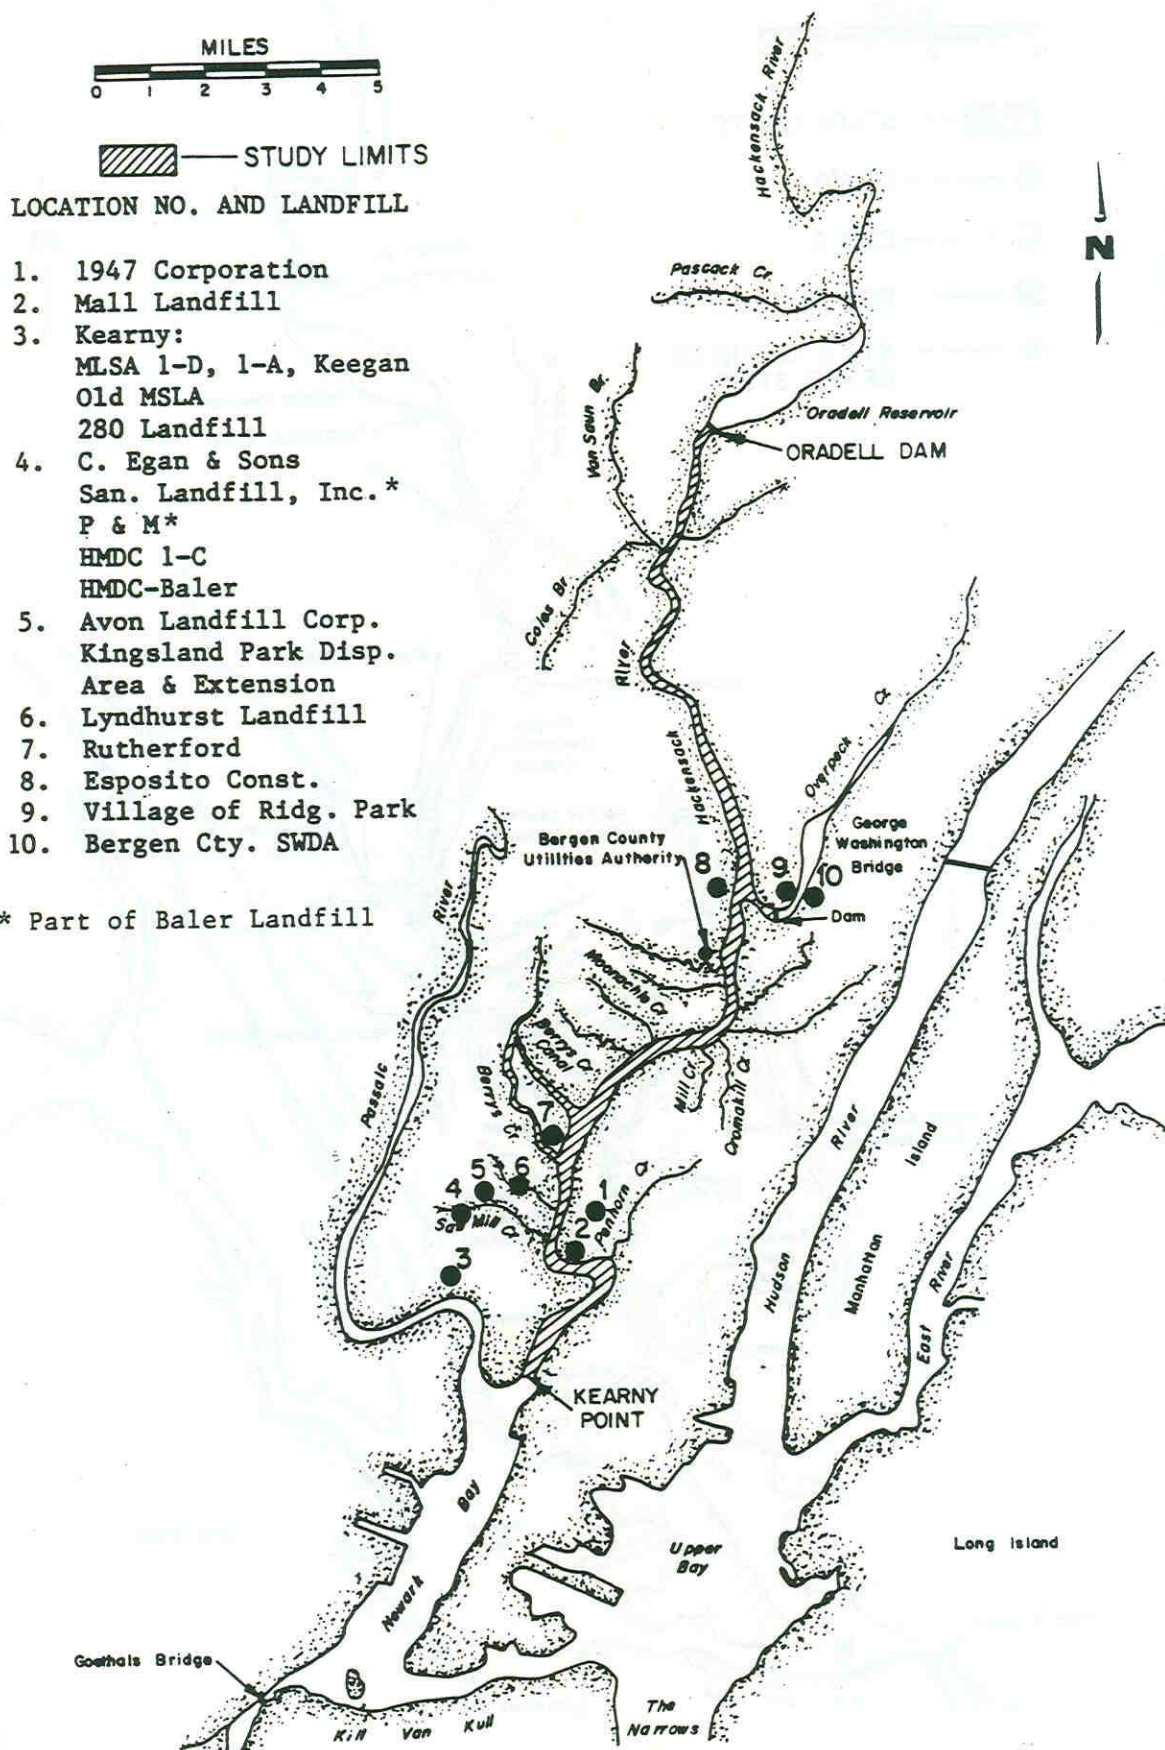 MILES
0 1 2 3 4 5
STUDY LIMITS
LOCATION NO. AND LANDFILL
1. 1947 Corporation
2. Mall Landfill
3. Kearny:
MLSA 1-D, 1-A, Keegan
Old MSLA
280 Landfill
4. C. Egan & Sons
San. Landfill, Inc.*
P & M*
HMDC 1-C
HMDC-Baler
5. Avon Landfill Corp.
Kingsland Park Disp.
Area & Extension
6. Lyndhurst Landfill
7. Rutherford
8. Esposito Const.
9. Village of Ridg. Park
10. Bergen Cty. SWDA
* Part of Baler Landfill
Hackensack River
N
Pascack Cr.
Van Saun Br.
Oradell Reservoir
ORADELL DAM
Coles Br.
River
Hackensack
Overpeck Cr.
George
Washington
Bridge
Bergen County
Utilities Authority
8
9
10
Dam
River
Passaic
Moonachie Cr.
Berrys Cr.
Canal
Berrys Cr.
Mill Cr.
Cromakill Cr.
7
6
5
4
Saw Mill Cr.
3
1
2
Penhorn Cr.
Hudson
River
Manhattan
Island
East
River
KEARNY
POINT
Newark
Bay
Upper
Bay
Long Island
Goethals Bridge
Kill Van Kull
The
Narrows